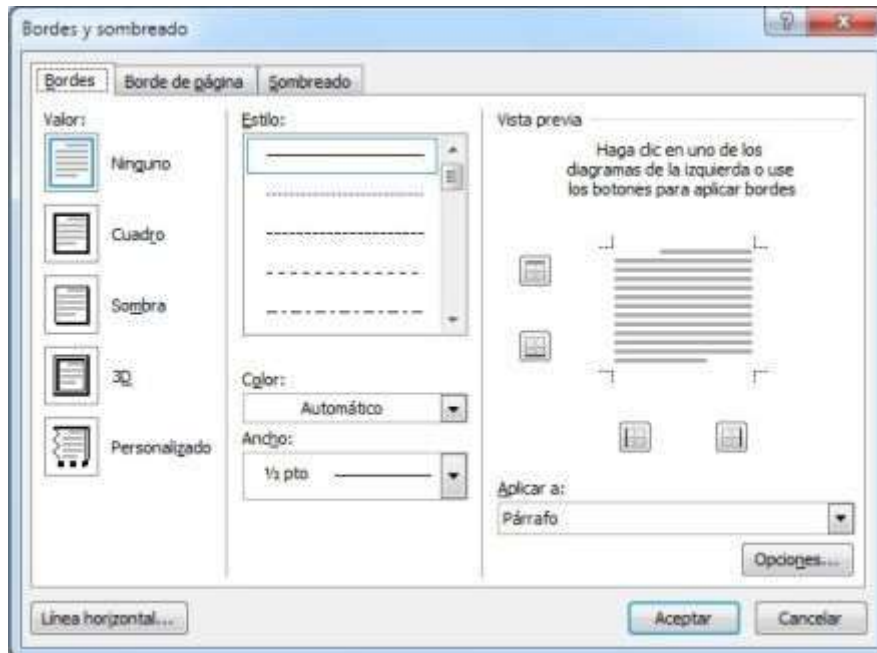 Bordes y sombreado
Bordes
Borde de página
Sombreado
Valor:
Ninguno
Cuadro
Sombra
3D
Personalizado
Estilo:
Color:
Automático
Ancho:
½ pto
Vista previa
Haga clic en uno de los
diagramas de la izquierda o use
los botones para aplicar bordes
Aplicar a:
Párrafo
Opciones...
Línea horizontal...
Aceptar
Cancelar